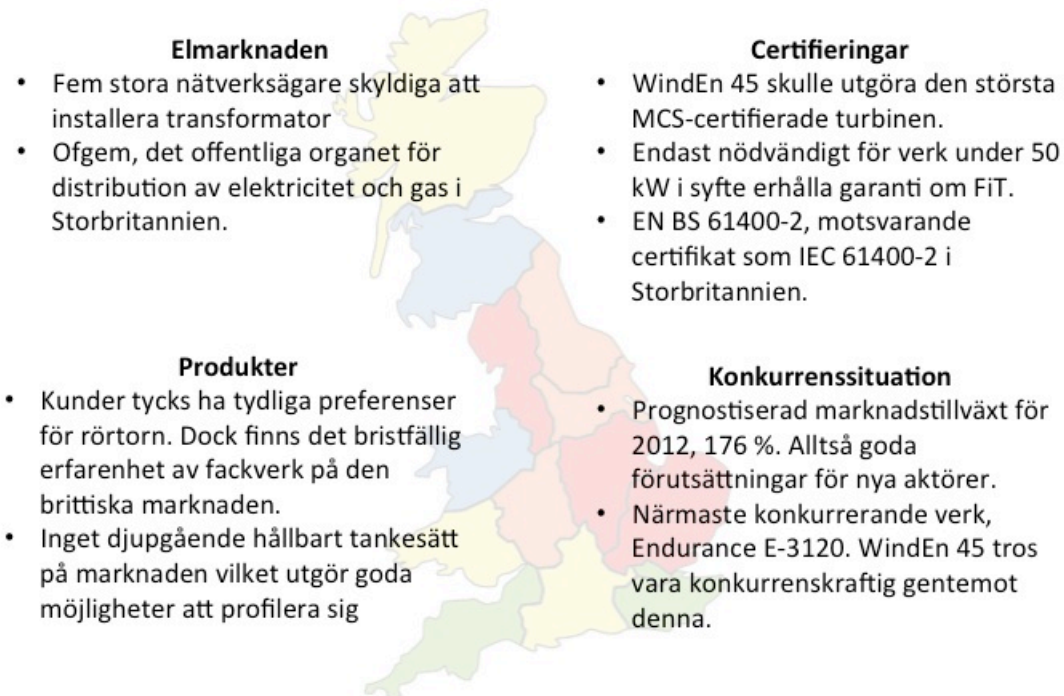 Elmarknaden
• Fem stora nätverksägare skyldiga att
installera transformator
• Ofgem, det offentliga organet för
distribution av elektricitet och gas i
Storbritannien.
Certifieringar
• WindEn 45 skulle utgöra den största
MCS-certifierade turbinen.
• Endast nödvändigt för verk under 50
kW i syfte erhålla garanti om FiT.
• EN BS 61400-2, motsvarande
certifikat som IEC 61400-2 i
Storbritannien.
Produkter
• Kunder tycks ha tydliga preferenser
för rörtorn. Dock finns det bristfällig
erfarenhet av fackverk på den
brittiska marknaden.
• Inget djupgående hållbart tankesätt
på marknaden vilket utgör goda
möjligheter att profilera sig
Konkurrenssituation
• Prognostiserad marknadstillväxt för
2012, 176 %. Alltså goda
förutsättningar för nya aktörer.
• Närmaste konkurrerande verk,
Endurance E-3120. WindEn 45 tros
vara konkurrenskraftig gentemot
denna.